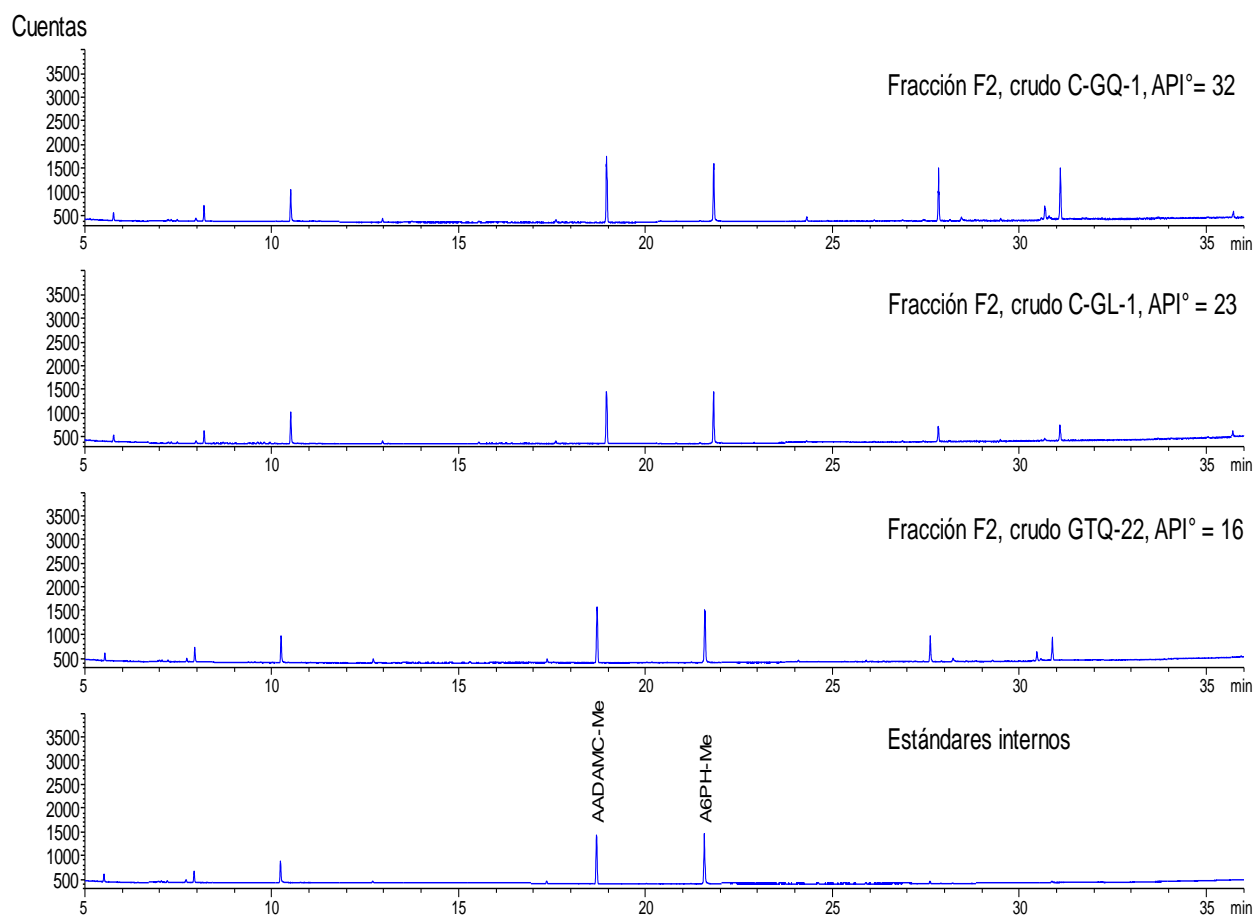 Cuentas
Fracción F2, crudo C-GQ-1, API°= 32
3500
3000
2500
2000
1500
1000
500
5 10 15 20 25 30 35 min
Fracción F2, crudo C-GL-1, API° = 23
3500
3000
2500
2000
1500
1000
500
5 10 15 20 25 30 35 min
Fracción F2, crudo GTQ-22, API° = 16
3500
3000
2500
2000
1500
1000
500
5 10 15 20 25 30 35 min
AADAMC-Me
A6PH-Me
Estándares internos
3500
3000
2500
2000
1500
1000
500
5 10 15 20 25 30 35 min